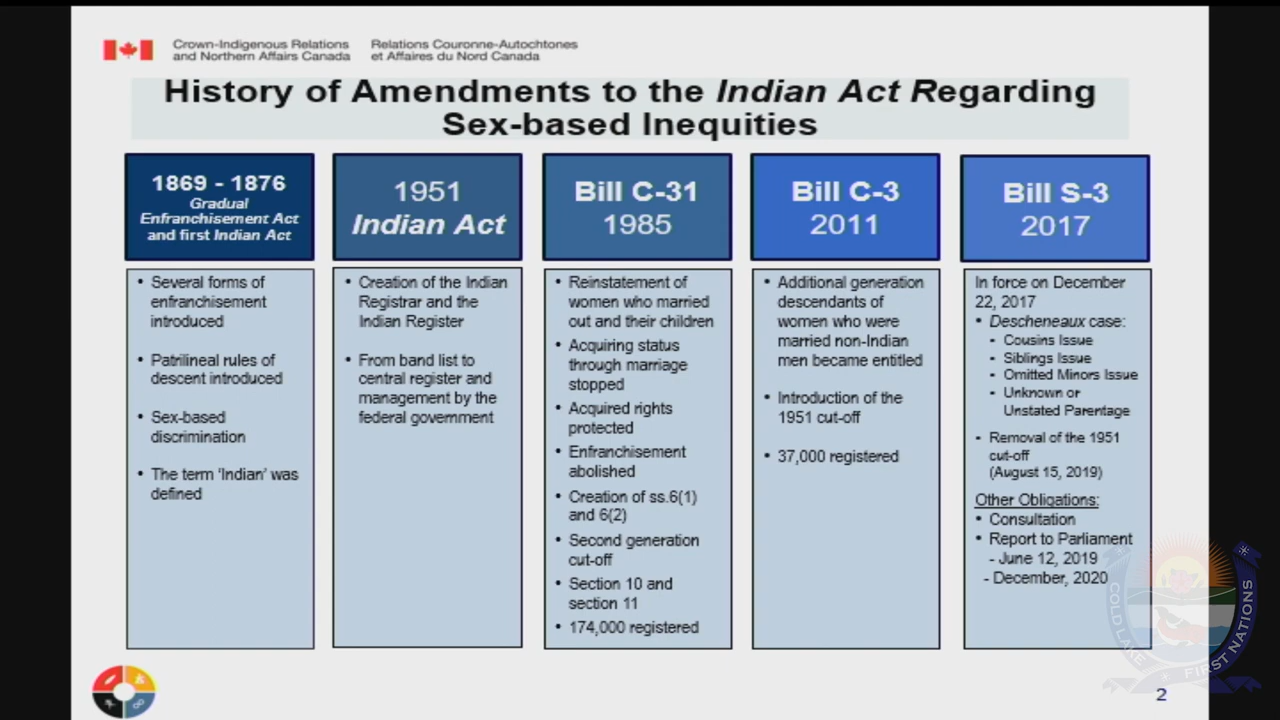 Crown-Indigenous Relations
and Northern Affairs Canada
Relations Couronne-Autochtones
et Affaires du Nord Canada
History of Amendments to the Indian Act Regarding
Sex-based Inequities
1869 - 1876
Gradual
Enfranchisement Act
and first Indian Act
• Several forms of
enfranchisement
introduced
• Patrilineal rules of
descent introduced
• Sex-based
discrimination
• The term ‘Indian’ was
defined
1951
Indian Act
• Creation of the Indian
Registrar and the
Indian Register
• From band list to
central register and
management by the
federal government
Bill C-31
1985
• Reinstatement of
women who married
out and their children
• Acquiring status
through marriage
stopped
• Acquired rights
protected
• Enfranchisement
abolished
• Creation of ss.6(1)
and 6(2)
• Second generation
cut-off
• Section 10 and
section 11
• 174,000 registered
Bill C-3
2011
• Additional generation
descendants of
women who were
married non-Indian
men became entitled
• Introduction of the
1951 cut-off
• 37,000 registered
Bill S-3
2017
In force on December
22, 2017
• Descheneaux case:
- Cousins Issue
- Siblings Issue
- Omitted Minors Issue
- Unknown or
Unstated Parentage
- Removal of the 1951
cut-off
(August 15, 2019)
Other Obligations:
• Consultation
• Report to Parliament
- June 12, 2019
- December, 2020
COLD LAKE FIRST NATIONS
2